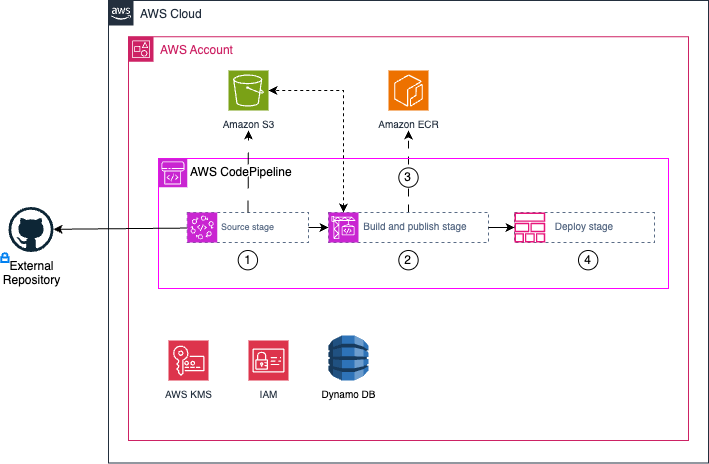 aws
AWS Cloud
AWS Account
Amazon S3
Amazon ECR
AWS CodePipeline
3
Source stage
Build and publish stage
Deploy stage
1
2
4
External
Repository
AWS KMS
IAM
Dynamo DB